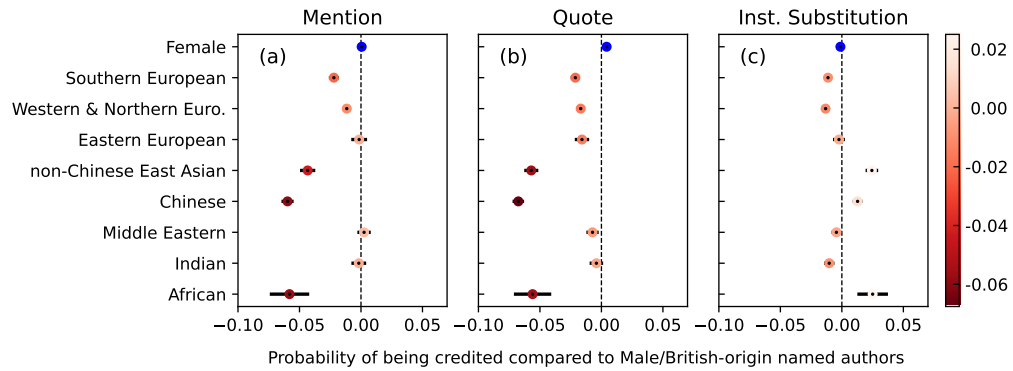 Mention Quote Inst. Substitution
(a) (b) (c)
Female
Southern European
Western & Northern Euro.
Eastern European
non-Chinese East Asian
Chinese
Middle Eastern
Indian
African
−0.10 −0.05 0.00 0.05 −0.10 −0.05 0.00 0.05 −0.10 −0.05 0.00 0.05
Probability of being credited compared to Male/British-origin named authors
0.02
0.00
-0.02
-0.04
-0.06